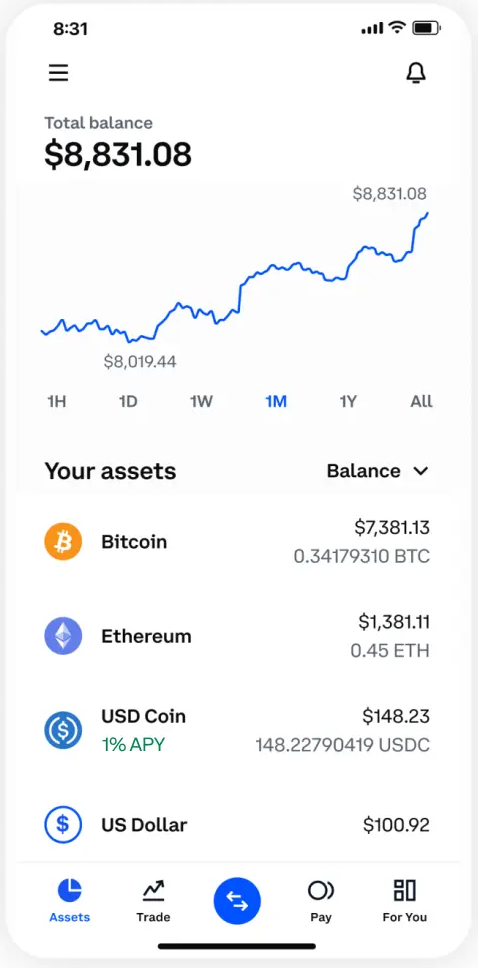 8:31
Total balance
$8,831.08
$8,831.08
$8,019.44
1H 1D 1W 1M 1Y All
Your assets Balance
Bitcoin $7,381.13
0.34179310 BTC
Ethereum $1,381.11
0.45 ETH
USD Coin $148.23
1% APY 148.22790419 USDC
US Dollar $100.92
Assets Trade Pay For You